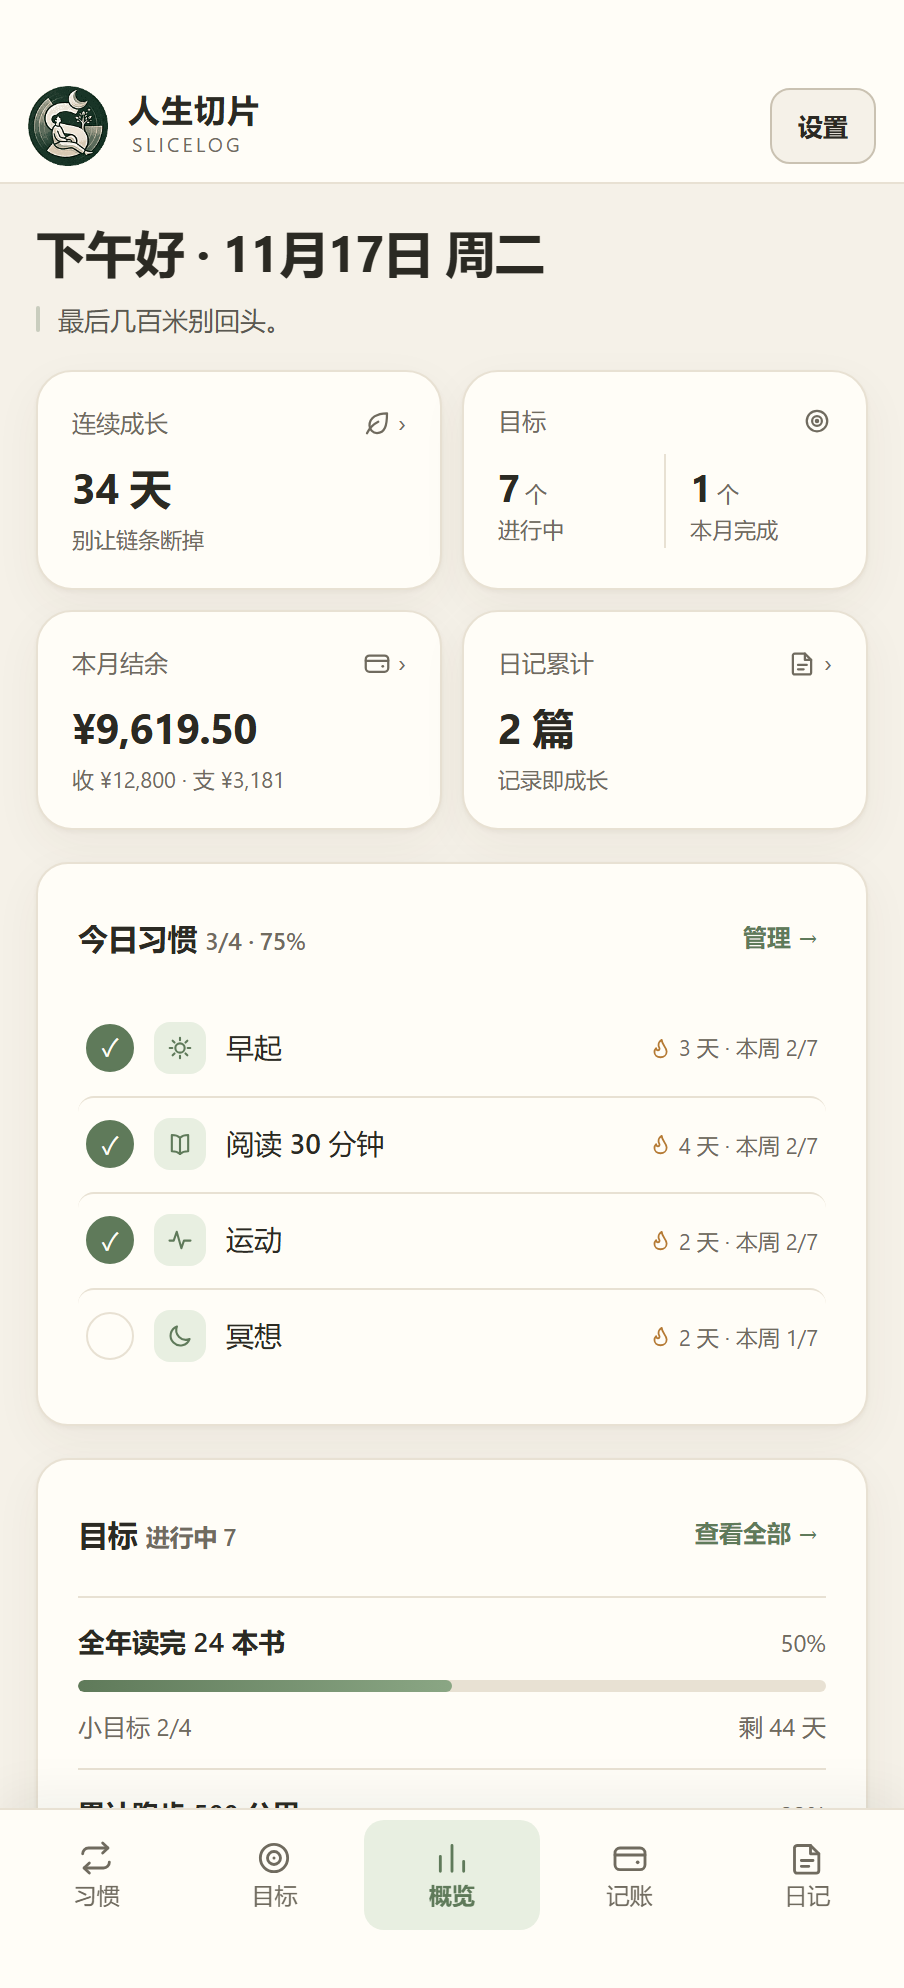 人生切片
SLICELOG
设置
下午好 · 11月17日 周二
最后几百米别回头。
连续成长 ›
34 天
别让链条断掉
目标
7 个
进行中
1 个
本月完成
本月结余 ›
¥9,619.50
收 ¥12,800 · 支 ¥3,181
日记累计 ›
2 篇
记录即成长
今日习惯 3/4 · 75%
管理 →
早起
3 天 · 本周 2/7
阅读 30 分钟
4 天 · 本周 2/7
运动
2 天 · 本周 2/7
冥想
2 天 · 本周 1/7
目标 进行中 7
查看全部 →
全年读完 24 本书
50%
小目标 2/4
剩 44 天
习惯
目标
概览
记账
日记